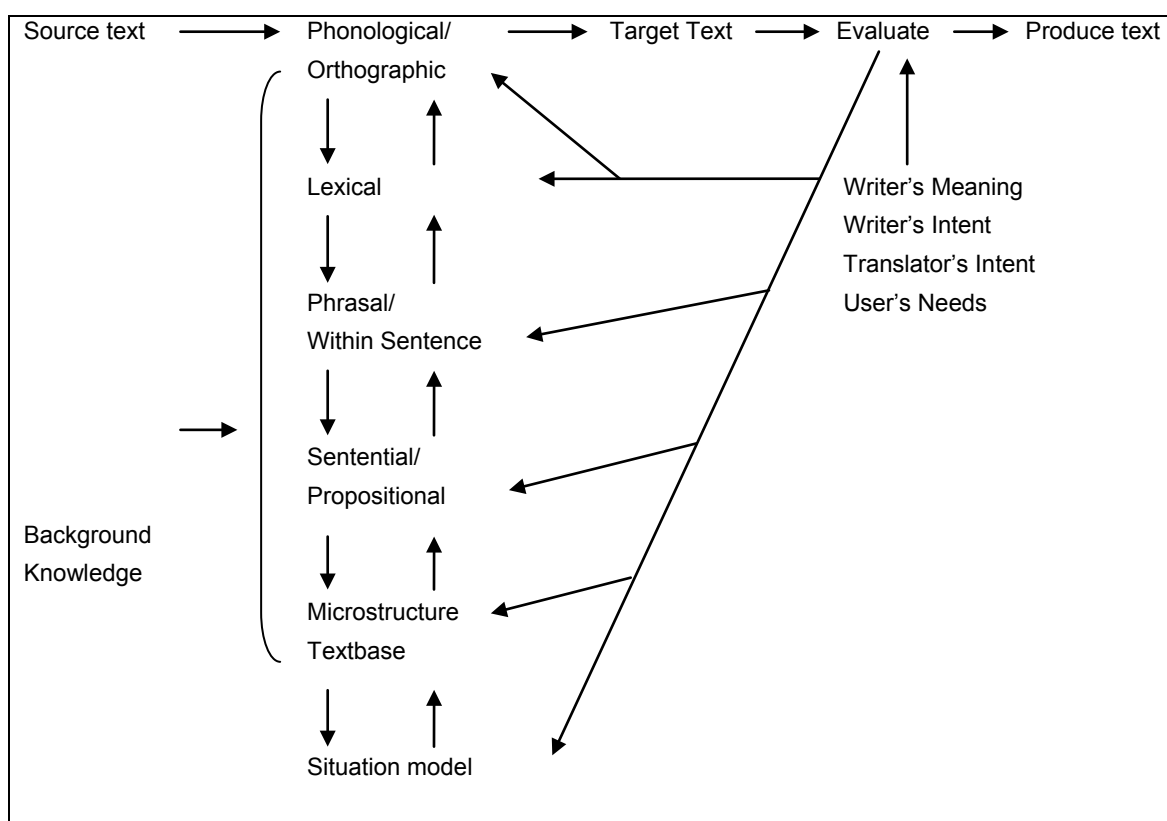 Source text
Phonological/
Orthographic
Target Text
Evaluate
Produce text
Lexical
Writer’s Meaning
Writer’s Intent
Translator’s Intent
User’s Needs
Phrasal/
Within Sentence
Sentential/
Propositional
Background
Knowledge
Microstructure
Textbase
Situation model